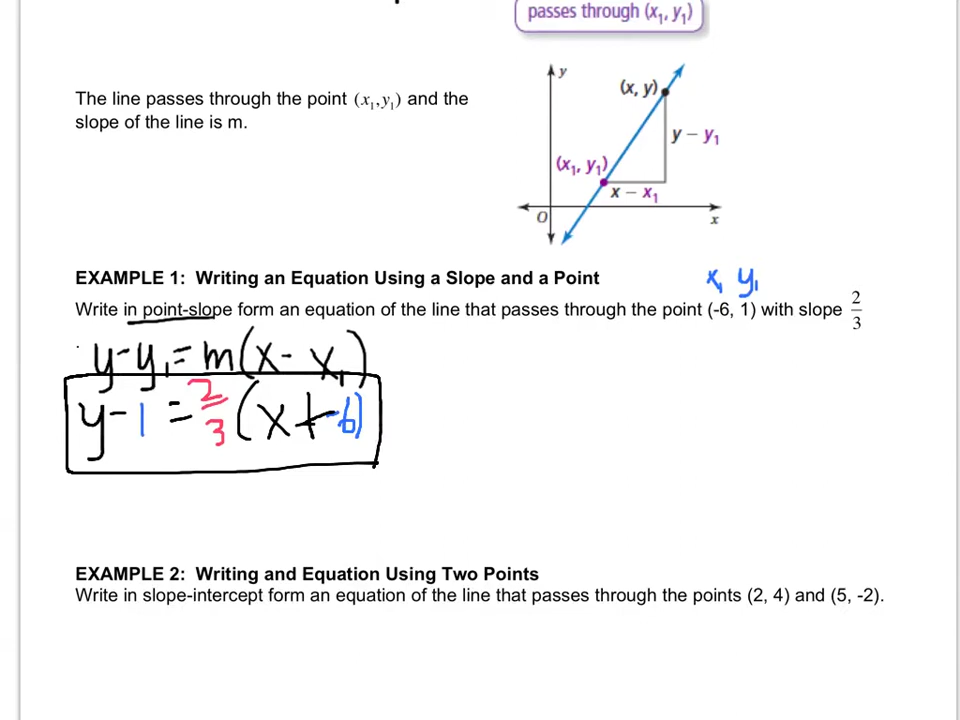 passes through (x₁, y₁)
The line passes through the point (x₁,y₁) and the
slope of the line is m.
y
(x, y)
y − y₁
(x₁, y₁)
x − x₁
O
x
EXAMPLE 1: Writing an Equation Using a Slope and a Point
x₁ y₁
Write in point-slope form an equation of the line that passes through the point (-6, 1) with slope 2/3
y-y₁=m(x-x₁)
y-1=2/3(x+-6)
EXAMPLE 2: Writing and Equation Using Two Points
Write in slope-intercept form an equation of the line that passes through the points (2, 4) and (5, -2).